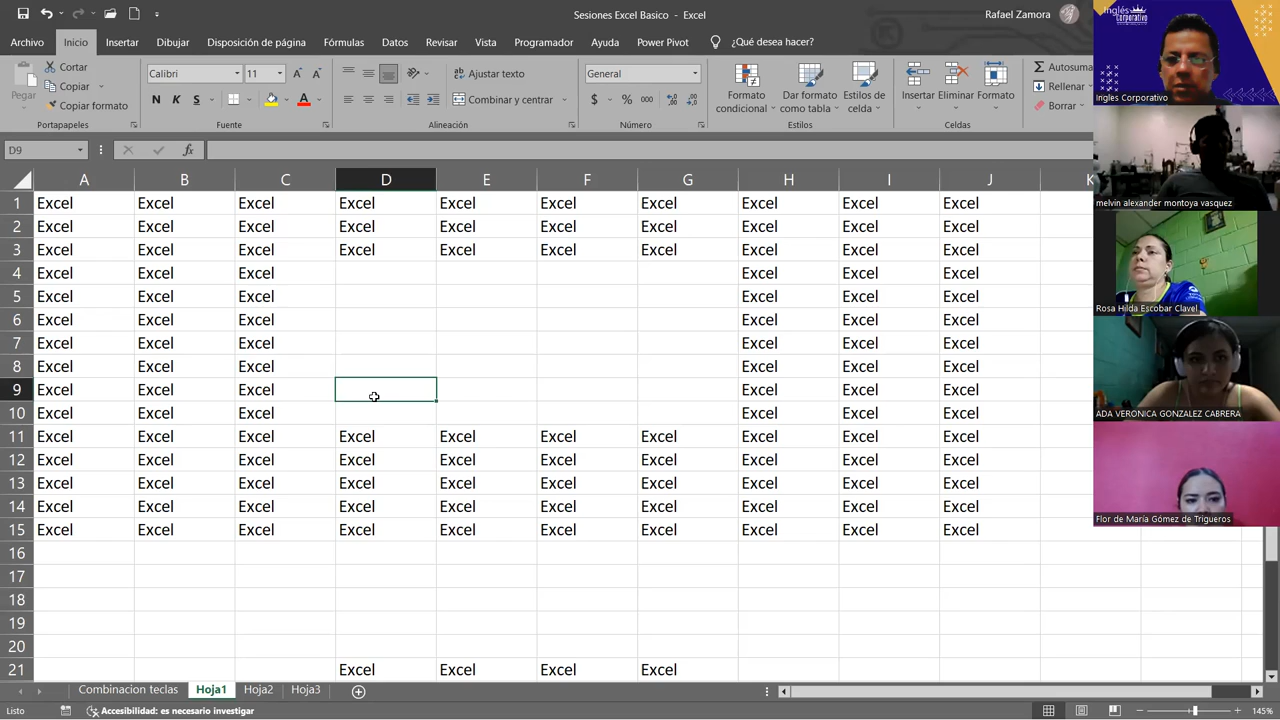 Sesiones Excel Basico - Excel
Rafael Zamora
Archivo Inicio Insertar Dibujar Disposición de página Fórmulas Datos Revisar Vista Programador Ayuda Power Pivot ¿Qué desea hacer?
Pegar
Cortar
Copiar
Copiar formato
Portapapeles
Calibri 11
N K S
Fuente
Ajustar texto
Combinar y centrar
Alineación
General
$ % 000
Número
Formato condicional
Dar formato como tabla
Estilos de celda
Estilos
Insertar Eliminar Formato
Celdas
Autosuma
Rellenar
Borrar
D9
fx
A B C D E F G H I J K
1 Excel Excel Excel Excel Excel Excel Excel Excel Excel Excel
2 Excel Excel Excel Excel Excel Excel Excel Excel Excel Excel
3 Excel Excel Excel Excel Excel Excel Excel Excel Excel Excel
4 Excel Excel Excel Excel Excel Excel
5 Excel Excel Excel Excel Excel Excel
6 Excel Excel Excel Excel Excel Excel
7 Excel Excel Excel Excel Excel Excel
8 Excel Excel Excel Excel Excel Excel
9 Excel Excel Excel Excel Excel Excel
10 Excel Excel Excel Excel Excel Excel
11 Excel Excel Excel Excel Excel Excel Excel Excel Excel Excel
12 Excel Excel Excel Excel Excel Excel Excel Excel Excel Excel
13 Excel Excel Excel Excel Excel Excel Excel Excel Excel Excel
14 Excel Excel Excel Excel Excel Excel Excel Excel Excel Excel
15 Excel Excel Excel Excel Excel Excel Excel Excel Excel Excel
16
17
18
19
20
21 Excel Excel Excel Excel
Combinacion teclas Hoja1 Hoja2 Hoja3
Listo
Accesibilidad: es necesario investigar
145%
Inglés
Corporativo
Ingles Corporativo
melvin alexander montoya vasquez
Rosa Hilda Escobar Clavel
ADA VERONICA GONZALEZ CABRERA
Flor de María Gómez de Trigueros